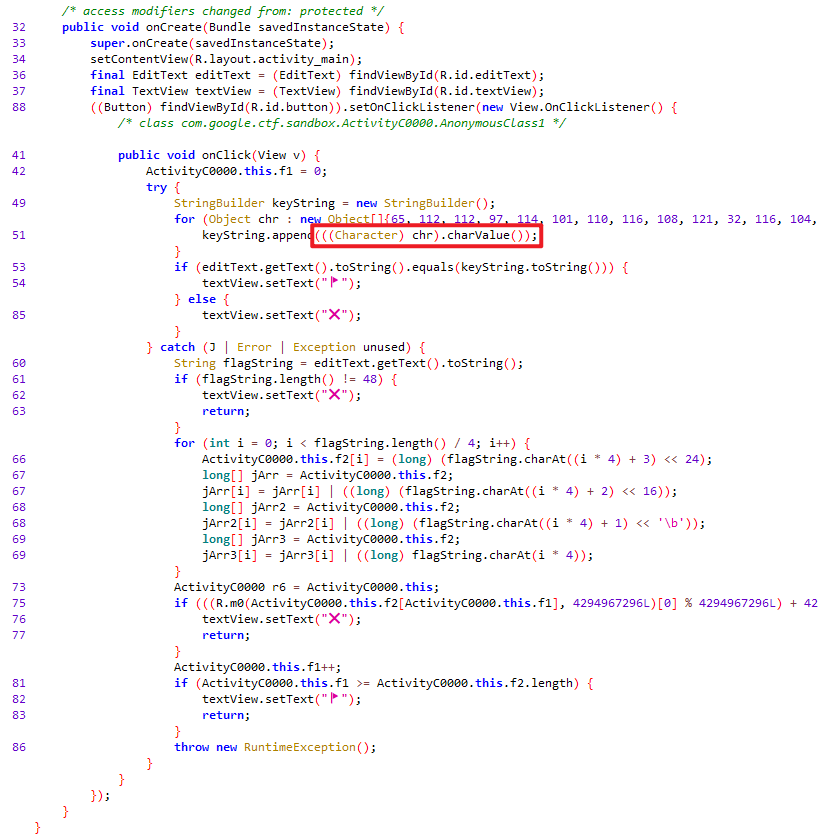 /* access modifiers changed from: protected */
32 public void onCreate(Bundle savedInstanceState) {
33 super.onCreate(savedInstanceState);
34 setContentView(R.layout.activity_main);
36 final EditText editText = (EditText) findViewById(R.id.editText);
37 final TextView textView = (TextView) findViewById(R.id.textView);
88 ((Button) findViewById(R.id.button)).setOnClickListener(new View.OnClickListener() {
/* class com.google.ctf.sandbox.ActivityC0000.AnonymousClass1 */
41 public void onClick(View v) {
42 ActivityC0000.this.f1 = 0;
try {
49 StringBuilder keyString = new StringBuilder();
for (Object chr : new Object[]{65, 112, 112, 97, 114, 101, 110, 116, 108, 121, 32, 116, 104,
51 keyString.append(((Character) chr).charValue());
}
53 if (editText.getText().toString().equals(keyString.toString())) {
54 textView.setText("🚩");
} else {
85 textView.setText("❌");
}
} catch (J | Error | Exception unused) {
60 String flagString = editText.getText().toString();
61 if (flagString.length() != 48) {
62 textView.setText("❌");
63 return;
}
for (int i = 0; i < flagString.length() / 4; i++) {
66 ActivityC0000.this.f2[i] = (long) (flagString.charAt((i * 4) + 3) << 24);
67 long[] jArr = ActivityC0000.this.f2;
67 jArr[i] = jArr[i] | ((long) (flagString.charAt((i * 4) + 2) << 16));
68 long[] jArr2 = ActivityC0000.this.f2;
68 jArr2[i] = jArr2[i] | ((long) (flagString.charAt((i * 4) + 1) << '\b'));
69 long[] jArr3 = ActivityC0000.this.f2;
69 jArr3[i] = jArr3[i] | ((long) flagString.charAt(i * 4));
}
73 ActivityC0000 r6 = ActivityC0000.this;
75 if (((R.m0(ActivityC0000.this.f2[ActivityC0000.this.f1], 4294967296L)[0] % 4294967296L) + 42
76 textView.setText("❌");
77 return;
}
ActivityC0000.this.f1++;
81 if (ActivityC0000.this.f1 >= ActivityC0000.this.f2.length) {
82 textView.setText("🚩");
83 return;
}
86 throw new RuntimeException();
}
}
});
}
}